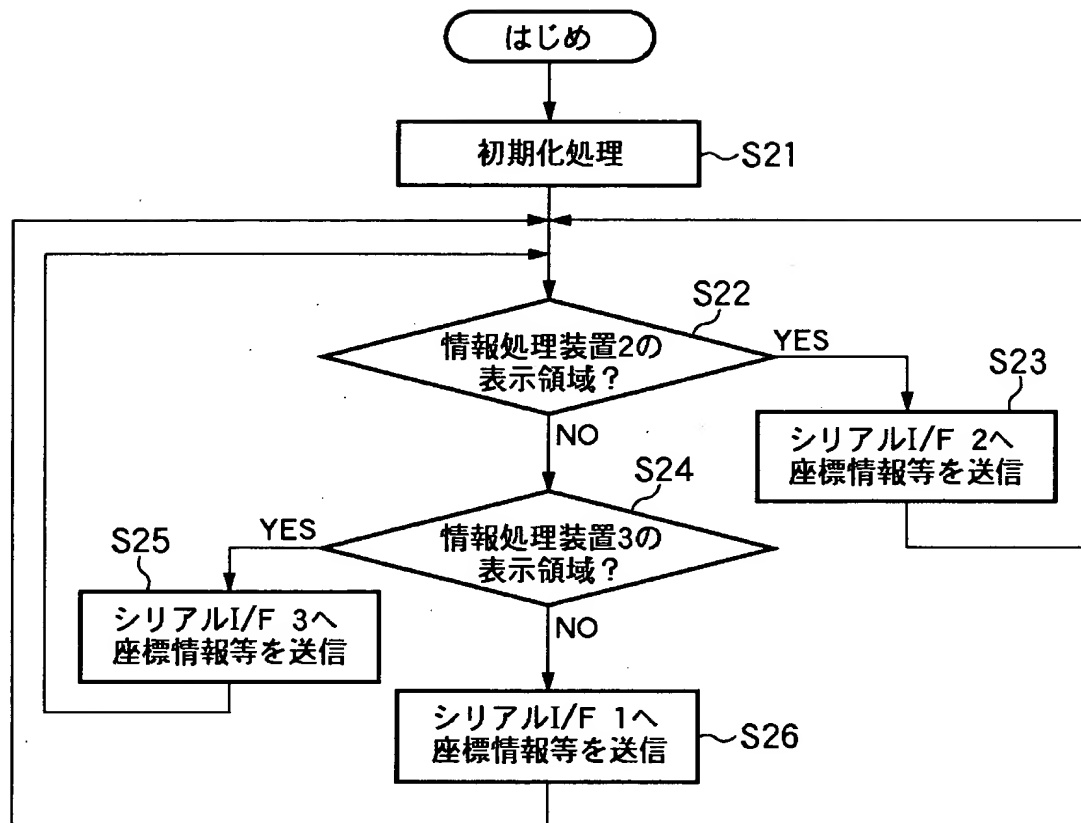 はじめ
初期化処理
S21
S22
情報処理装置2の
表示領域?
YES
S23
シリアルI/F 2へ
座標情報等を送信
NO
S24
情報処理装置3の
表示領域?
YES
S25
シリアルI/F 3へ
座標情報等を送信
NO
シリアルI/F 1へ
座標情報等を送信
S26